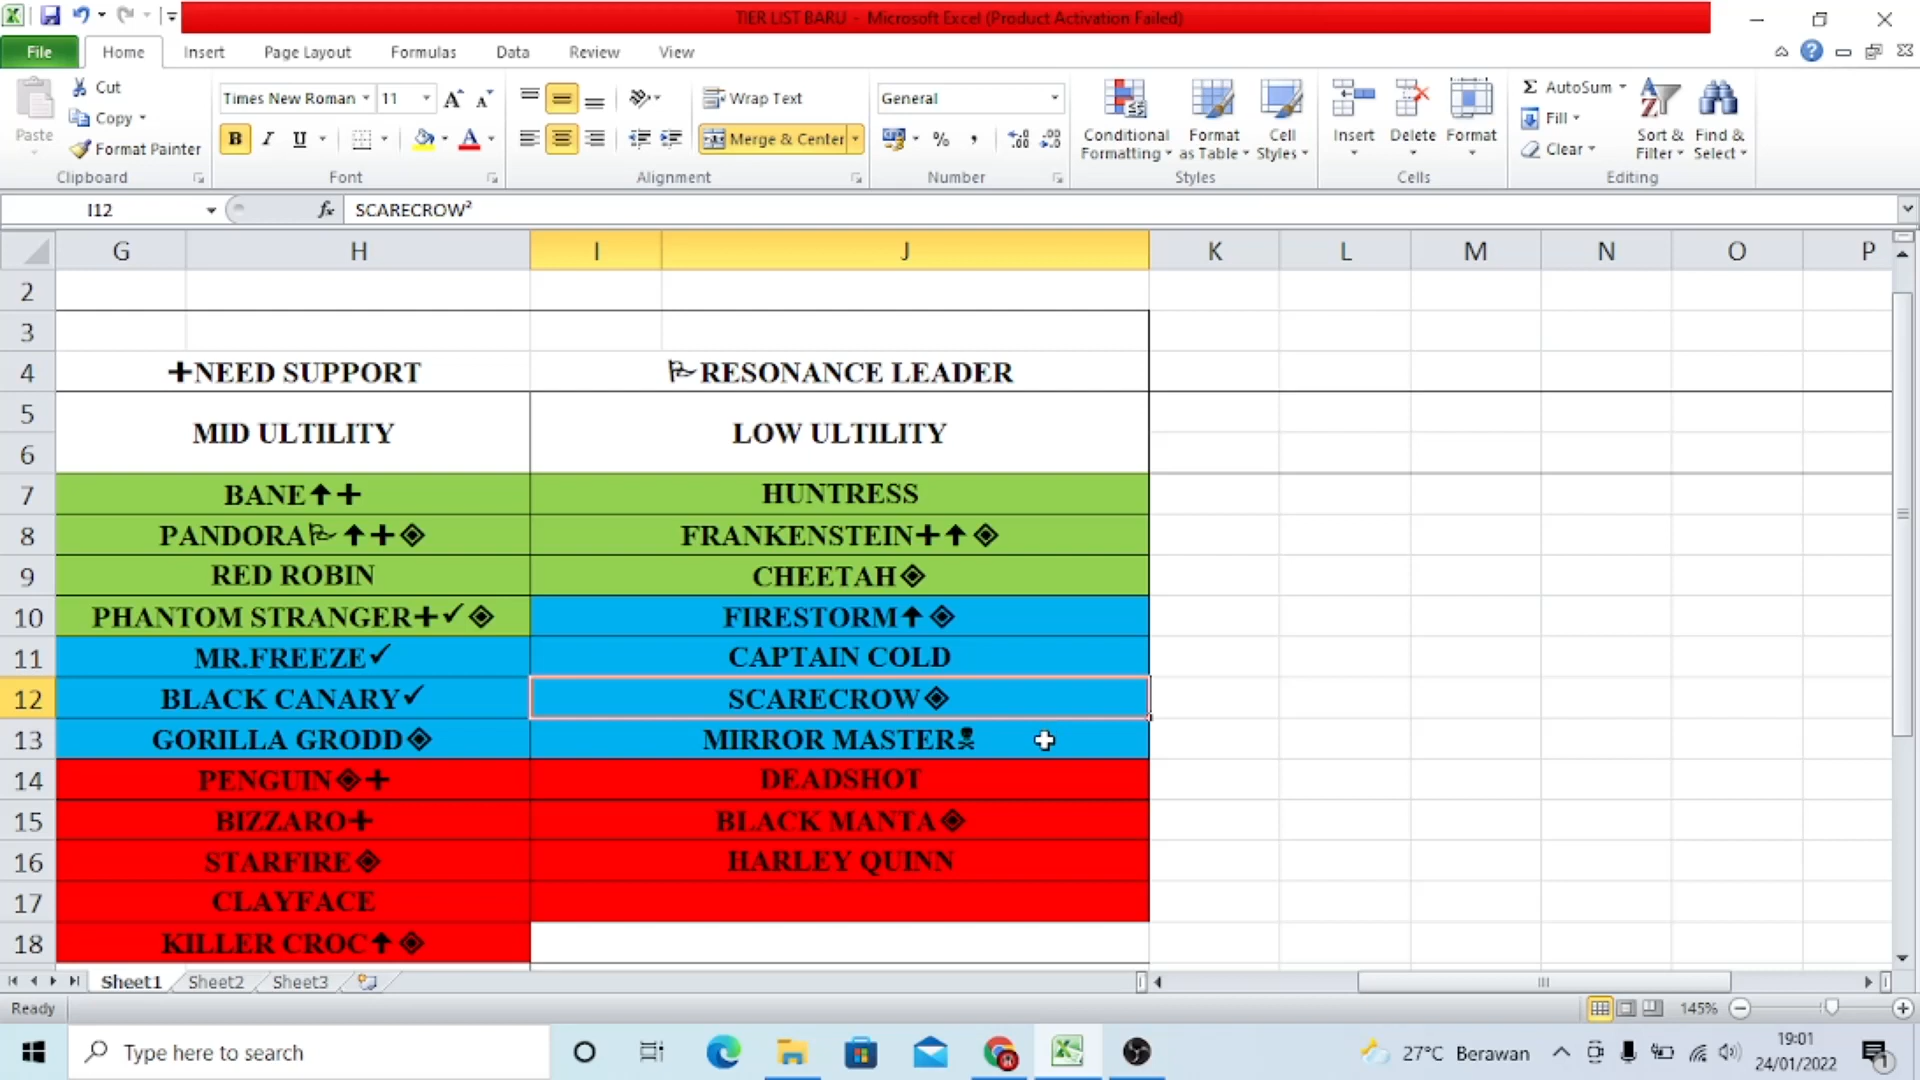 TIER LIST BARU - Microsoft Excel (Product Activation Failed)
File Home Insert Page Layout Formulas Data Review View
Paste
Cut
Copy
Format Painter
Clipboard
Times New Roman 11
B I U
Font
Wrap Text
Merge & Center
Alignment
General
% ,
Number
Conditional Formatting
Format as Table
Cell Styles
Styles
Insert Delete Format
Cells
Σ AutoSum
Fill
Clear
Sort & Filter
Find & Select
Editing
I12 fx SCARECROW²
G H I J K L M N O P
2
3
4 ✚NEED SUPPORT RESONANCE LEADER
5
MID ULTILITY LOW ULTILITY
6
7 BANE🡅✚ HUNTRESS
8 PANDORA🏱🡅✚◈ FRANKENSTEIN✚🡅◈
9 RED ROBIN CHEETAH◈
10 PHANTOM STRANGER✚✓◈ FIRESTORM🡅◈
11 MR.FREEZE✓ CAPTAIN COLD
12 BLACK CANARY✓ SCARECROW◈
13 GORILLA GRODD◈ MIRROR MASTER☠
14 PENGUIN◈✚ DEADSHOT
15 BIZZARO✚ BLACK MANTA◈
16 STARFIRE◈ HARLEY QUINN
17 CLAYFACE
18 KILLER CROC🡅◈
Sheet1 Sheet2 Sheet3
Ready 145%
Type here to search 27°C Berawan 19:01
24/01/2022
1